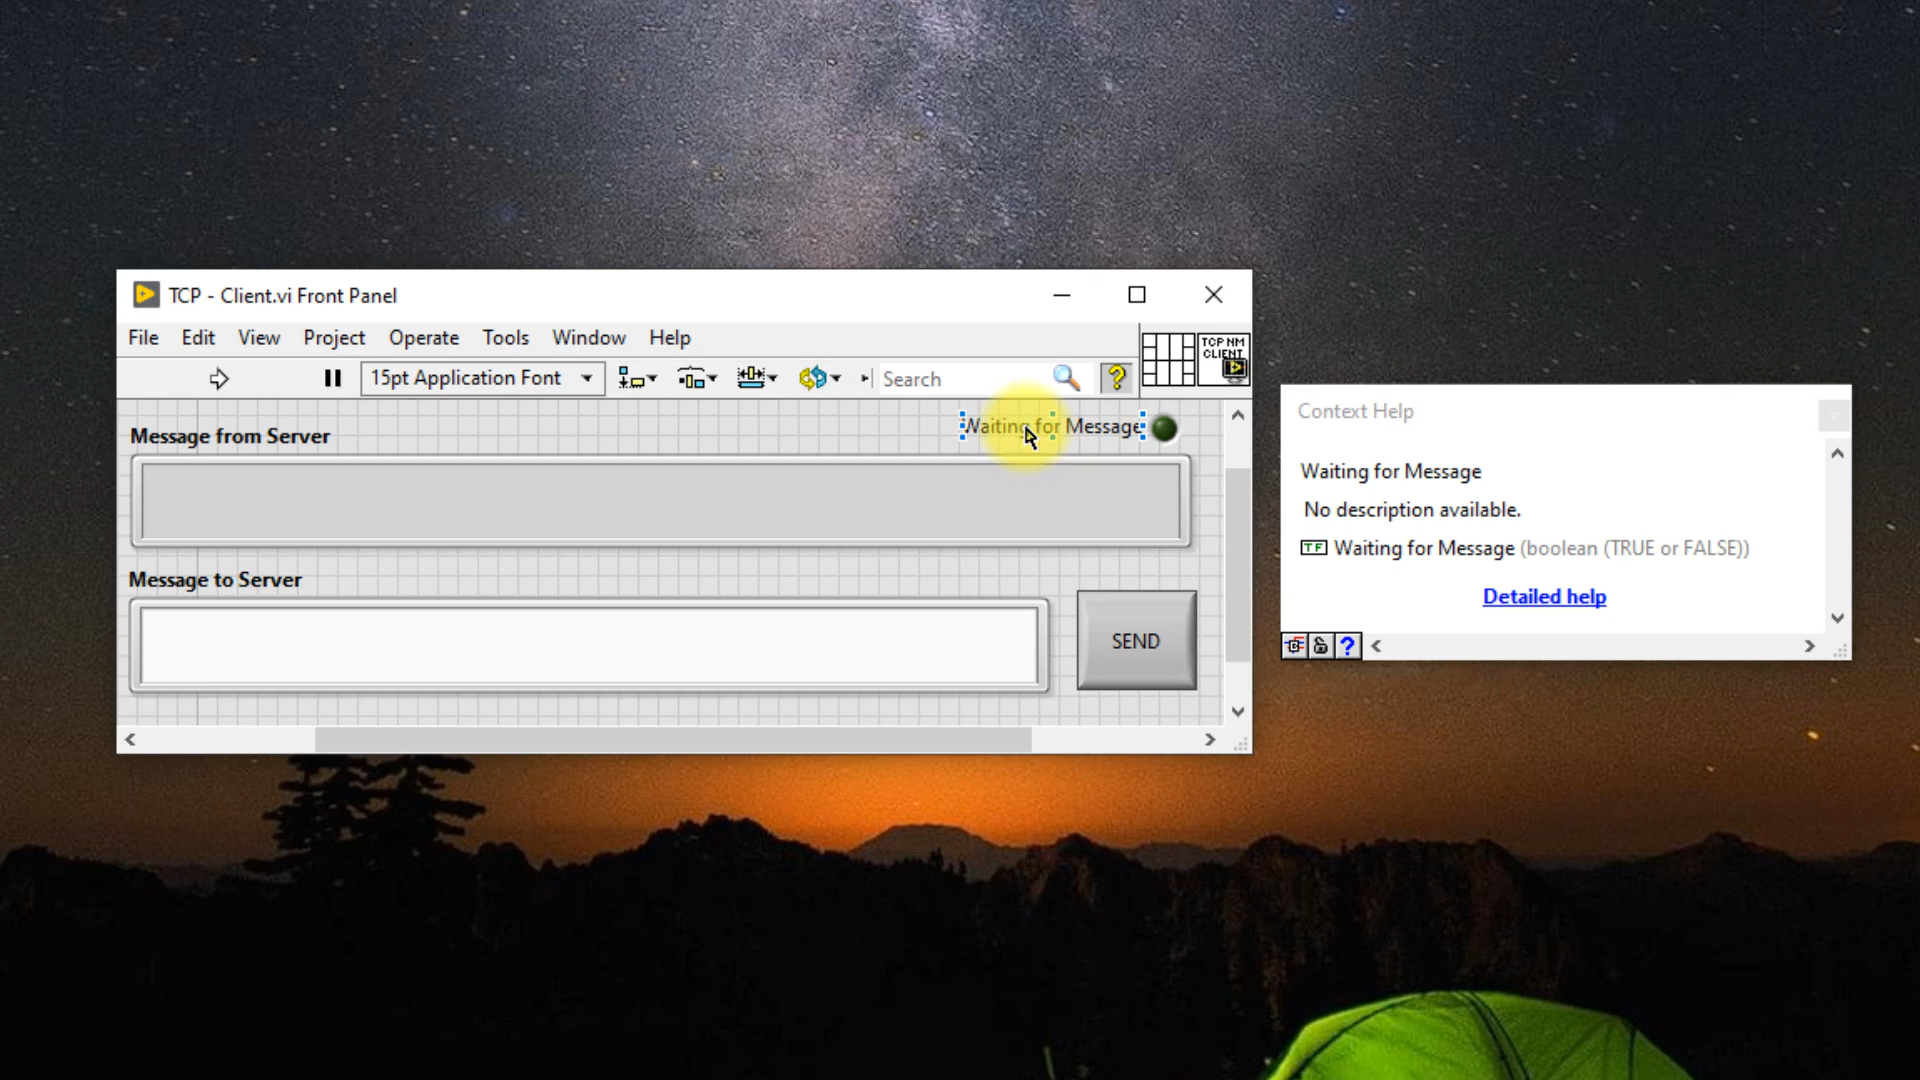 TCP - Client.vi Front Panel
File Edit View Project Operate Tools Window Help
TCP NM
CLIENT
15pt Application Font
Search
?
Waiting for Message
Message from Server
Message to Server
SEND
Context Help
Waiting for Message
No description available.
TF Waiting for Message (boolean (TRUE or FALSE))
Detailed help
?